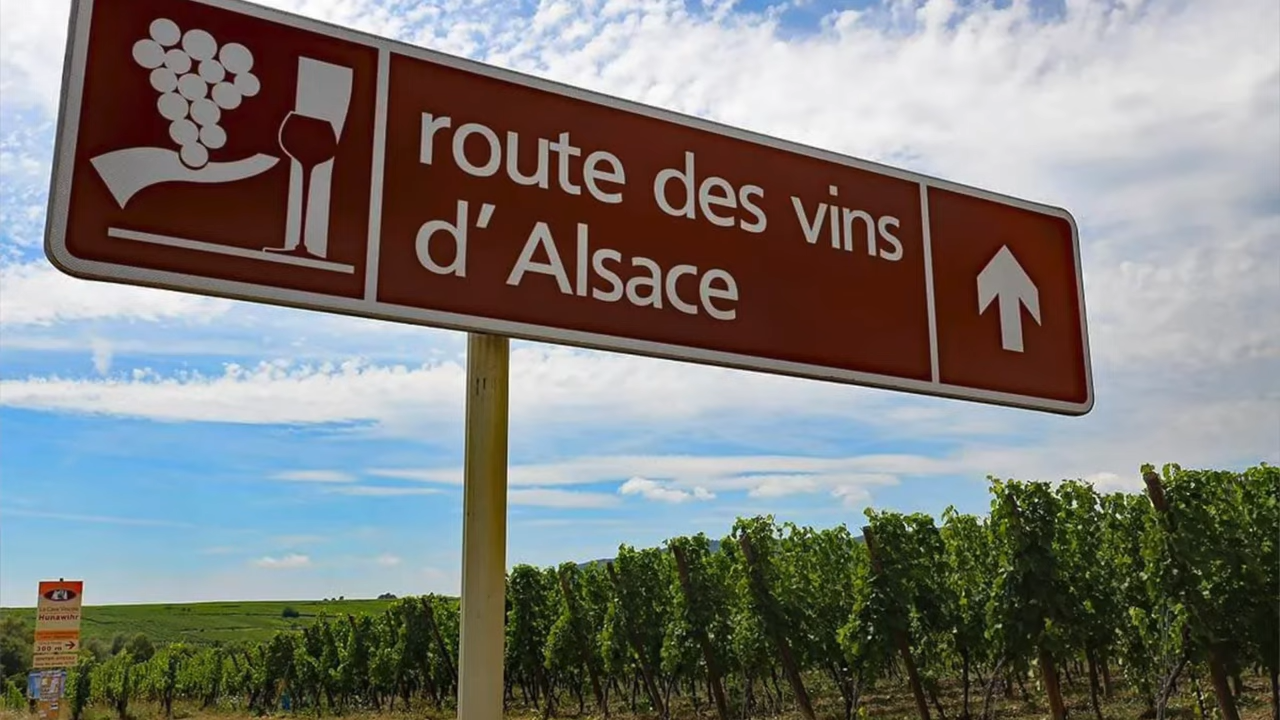 route des vins
d' Alsace
Hunawihr
300 m